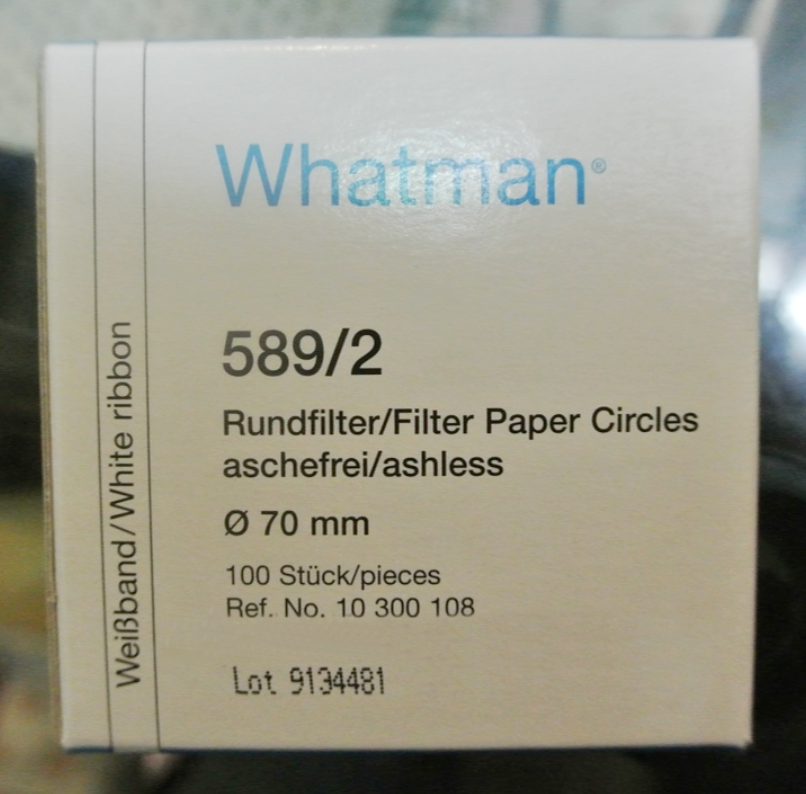 Whatman®
589/2
Rundfilter/Filter Paper Circles
aschefrei/ashless
Ø 70 mm
100 Stück/pieces
Ref. No. 10 300 108
Lot 9134481
Weißband/White ribbon